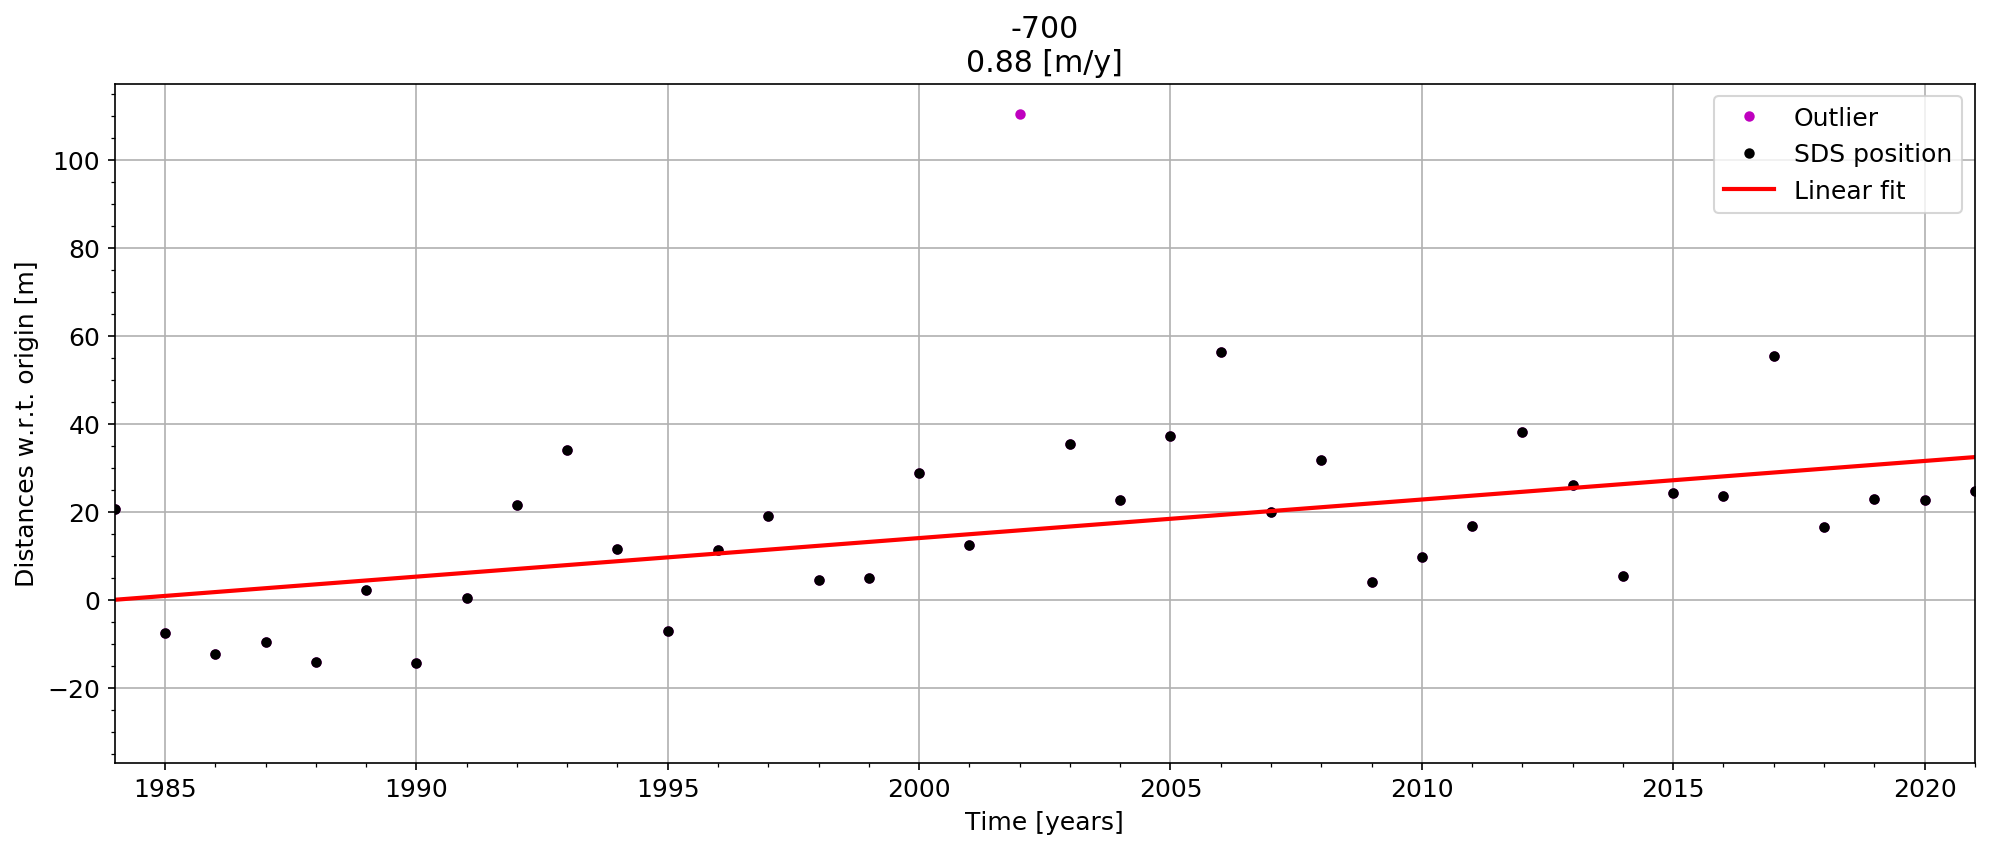 -700
0.88 [m/y]
Outlier
SDS position
Linear fit
Distances w.r.t. origin [m]
100
80
60
40
20
0
−20
1985 1990 1995 2000 2005 2010 2015 2020
Time [years]